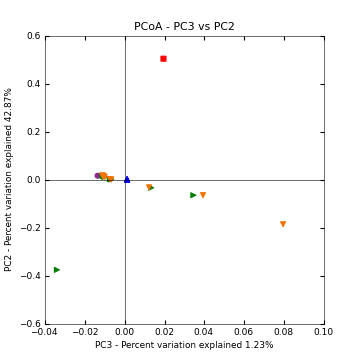 PCoA - PC3 vs PC2
0.6
0.4
0.2
0.0
−0.2
−0.4
−0.6
PC2 - Percent variation explained 42.87%
−0.04 −0.02 0.00 0.02 0.04 0.06 0.08 0.10
PC3 - Percent variation explained 1.23%